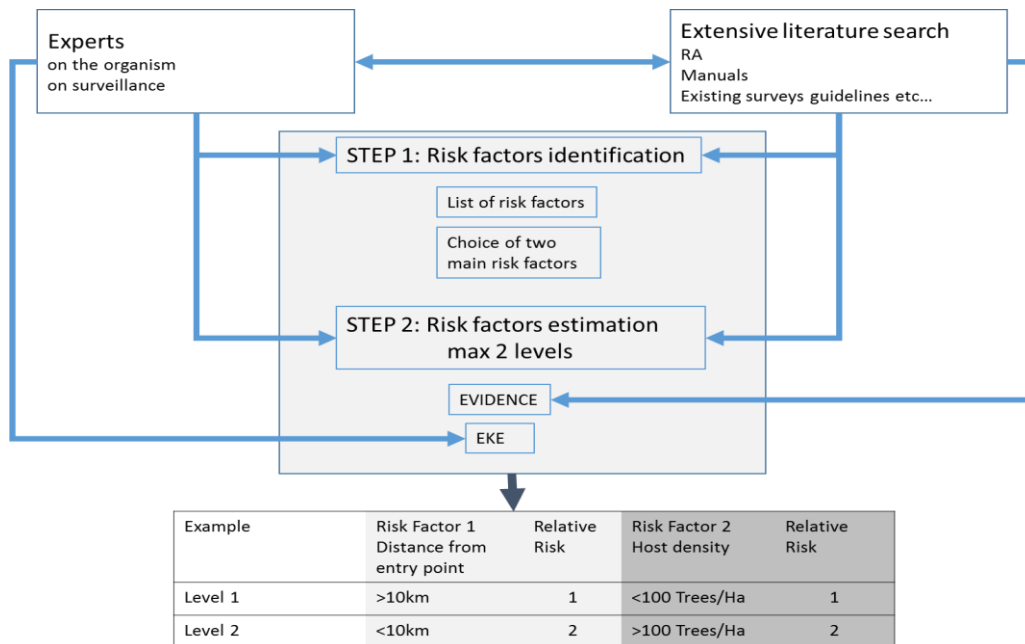 Experts
on the organism
on surveillance
Extensive literature search
RA
Manuals
Existing surveys guidelines etc...
STEP 1: Risk factors identification
List of risk factors
Choice of two
main risk factors
STEP 2: Risk factors estimation
max 2 levels
EVIDENCE
EKE
Example
Risk Factor 1
Distance from
entry point
Relative
Risk
Risk Factor 2
Host density
Relative
Risk
Level 1 >10km 1 <100 Trees/Ha 1
Level 2 <10km 2 >100 Trees/Ha 2